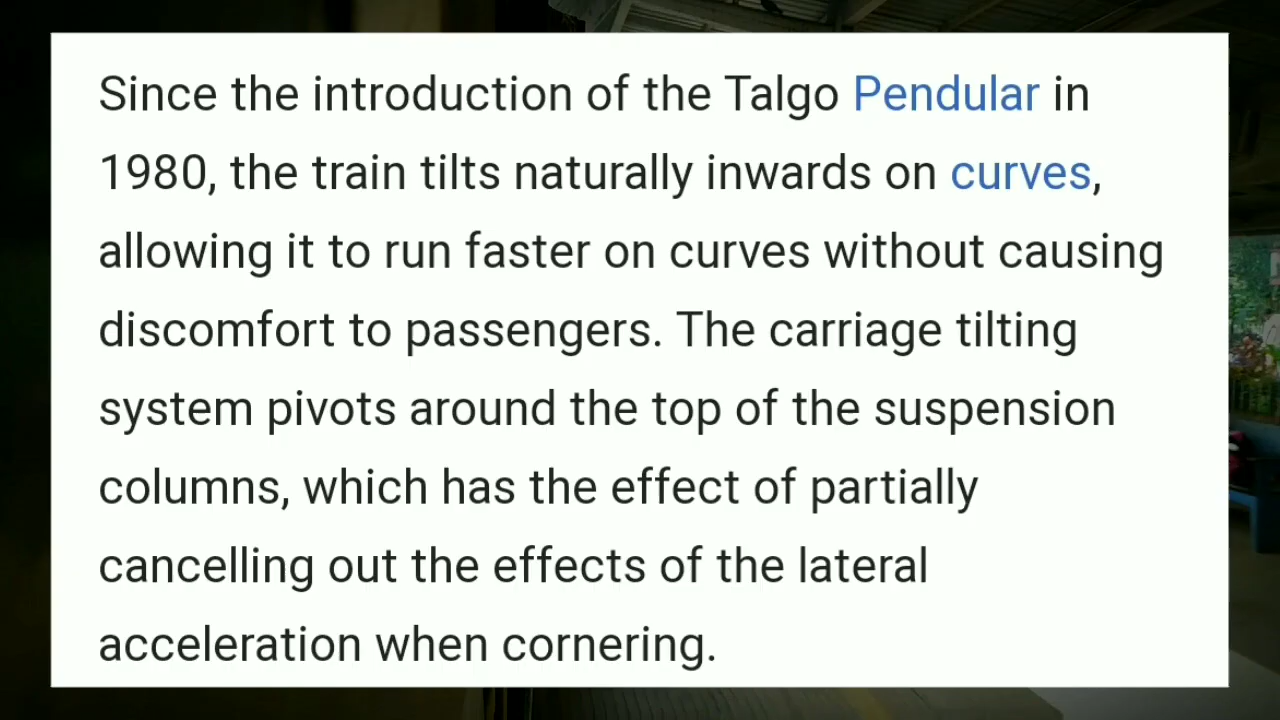 Since the introduction of the Talgo Pendular in
1980, the train tilts naturally inwards on curves,
allowing it to run faster on curves without causing
discomfort to passengers. The carriage tilting
system pivots around the top of the suspension
columns, which has the effect of partially
cancelling out the effects of the lateral
acceleration when cornering.